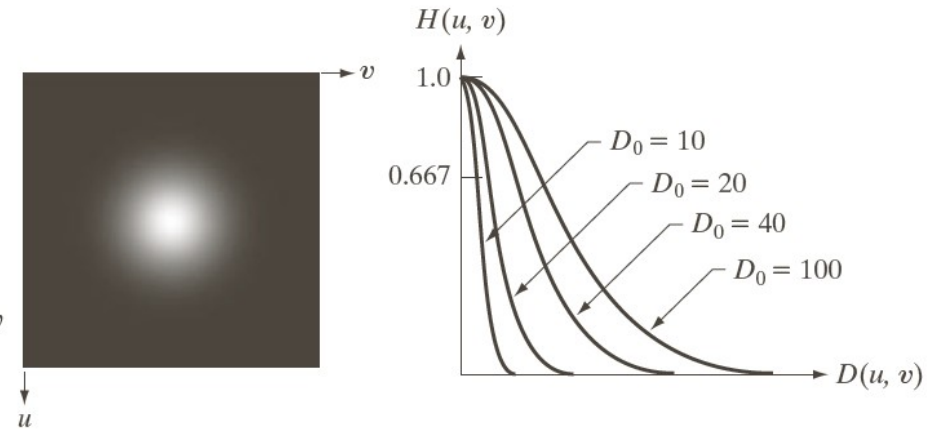 H(u, v)
v
1.0
D₀ = 10
0.667
D₀ = 20
D₀ = 40
D₀ = 100
D(u, v)
u